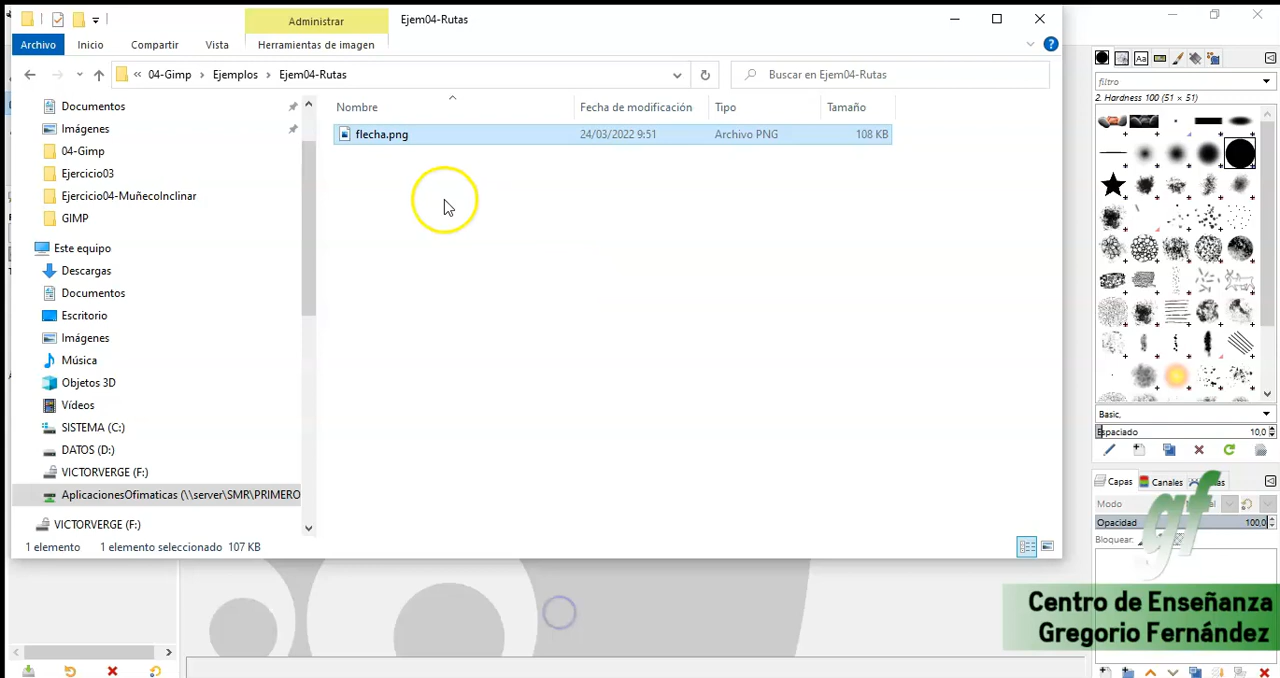 Administrar
Ejem04-Rutas
Archivo
Inicio
Compartir
Vista
Herramientas de imagen
?
« 04-Gimp > Ejemplos > Ejem04-Rutas
Buscar en Ejem04-Rutas
Nombre
Fecha de modificación
Tipo
Tamaño
flecha.png
24/03/2022 9:51
Archivo PNG
108 KB
Documentos
Imágenes
04-Gimp
Ejercicio03
Ejercicio04-MuñecoInclinar
GIMP
Este equipo
Descargas
Documentos
Escritorio
Imágenes
Música
Objetos 3D
Vídeos
SISTEMA (C:)
DATOS (D:)
VICTORVERGE (F:)
AplicacionesOfimaticas (\\server\SMR\PRIMERO
VICTORVERGE (F:)
1 elemento
1 elemento seleccionado 107 KB
Aa
filtro
2. Hardness 100 (51 × 51)
Basic,
Espaciado
10,0
Capas
Canales
Modo
Opacidad
100,0
Bloquear:
gf
Centro de Enseñanza
Gregorio Fernández